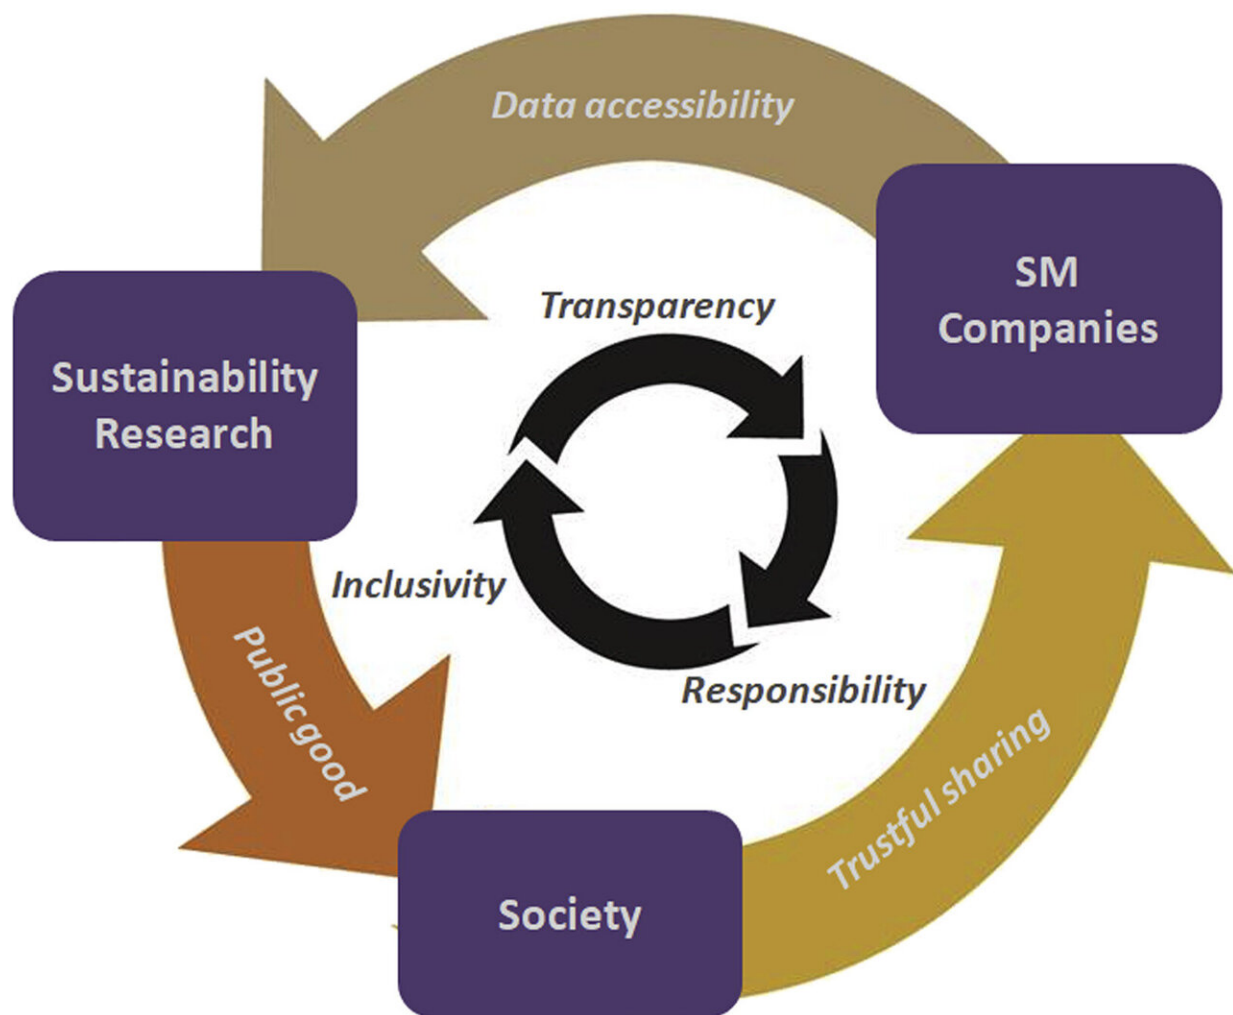 Data accessibility
SM
Companies
Transparency
Sustainability
Research
Inclusivity
Public good
Responsibility
Trustful sharing
Society